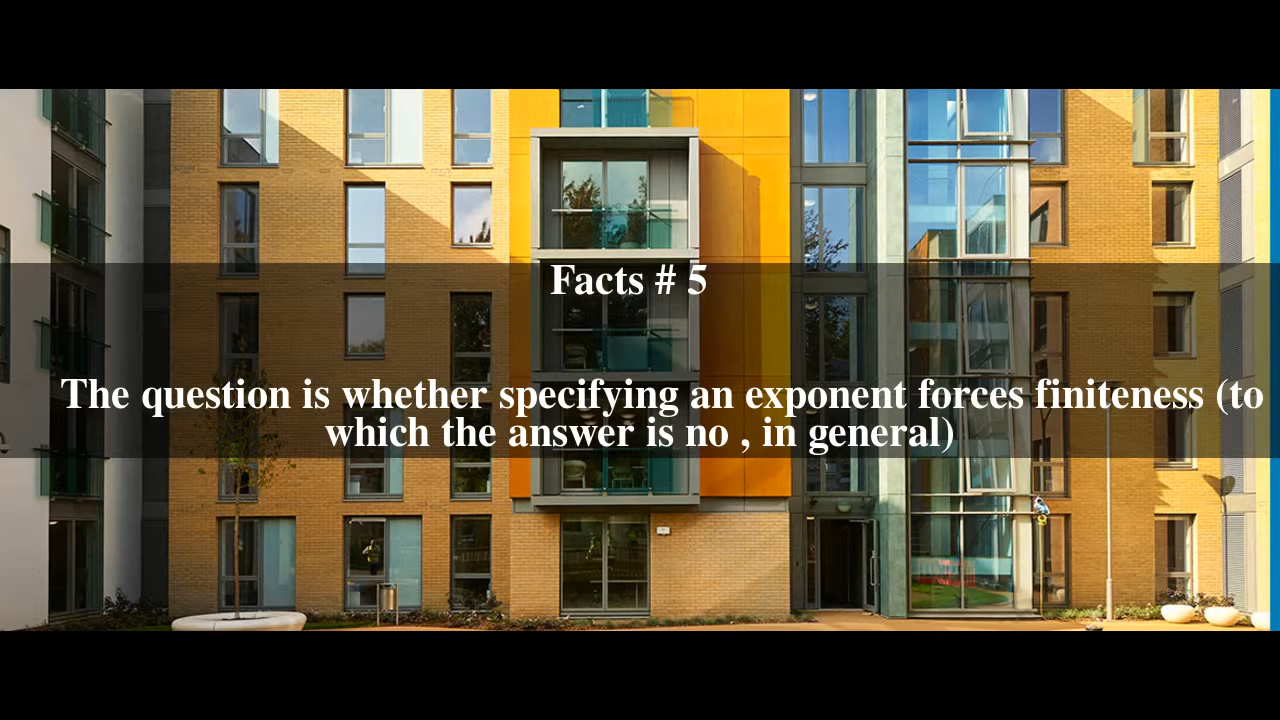 Facts # 5
The question is whether specifying an exponent forces finiteness (to
which the answer is no , in general)